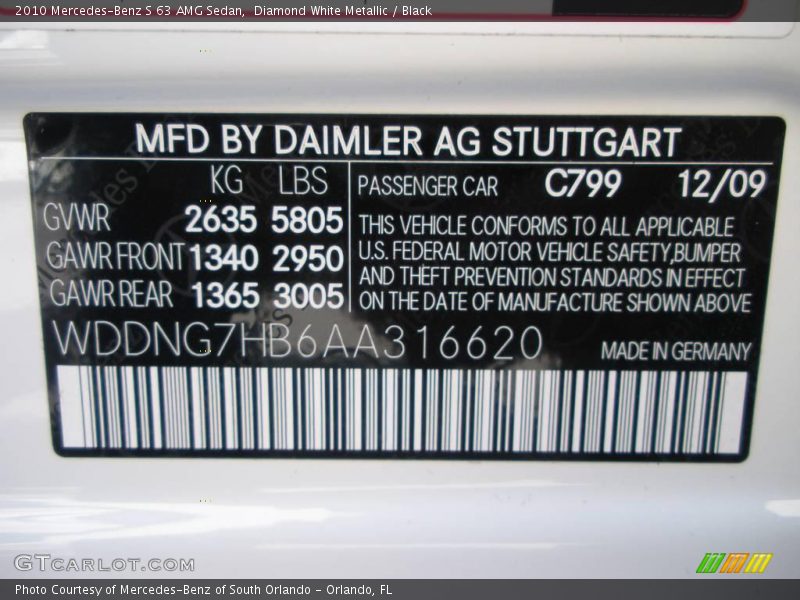 2010 Mercedes-Benz S 63 AMG Sedan,  Diamond White Metallic / Black
MFD BY DAIMLER AG STUTTGART
KG LBS
GVWR 2635 5805
GAWR FRONT 1340 2950
GAWR REAR 1365 3005
PASSENGER CAR C799 12/09
THIS VEHICLE CONFORMS TO ALL APPLICABLE
U.S. FEDERAL MOTOR VEHICLE SAFETY,BUMPER
AND THEFT PREVENTION STANDARDS IN EFFECT
ON THE DATE OF MANUFACTURE SHOWN ABOVE
WDDNG7HB6AA316620
MADE IN GERMANY
GTCARLOT.COM
Photo Courtesy of Mercedes-Benz of South Orlando - Orlando, FL